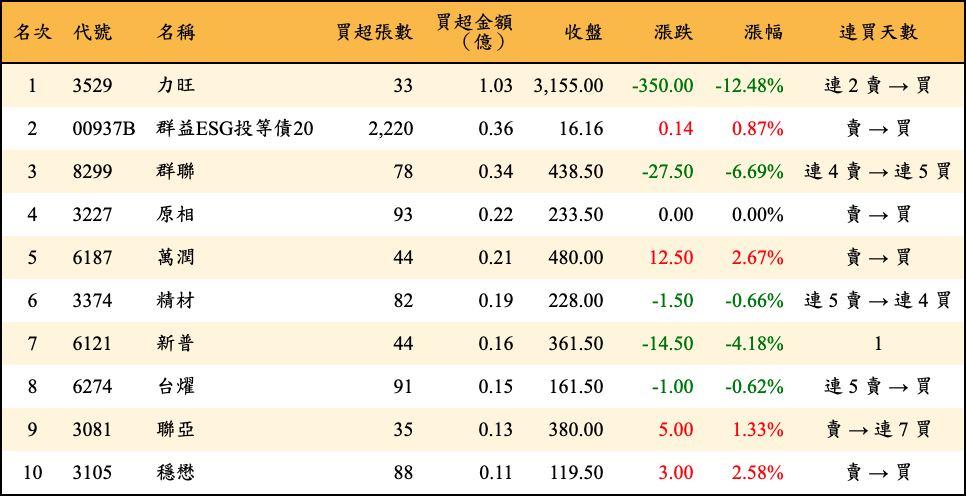 名次 代號 名稱 買超張數 買超金額（億） 收盤 漲跌 漲幅 連買天數
1 3529 力旺 33 1.03 3,155.00 -350.00 -12.48% 連 2 賣 → 買
2 00937B 群益ESG投等債20 2,220 0.36 16.16 0.14 0.87% 賣 → 買
3 8299 群聯 78 0.34 438.50 -27.50 -6.69% 連 4 賣 → 連 5 買
4 3227 原相 93 0.22 233.50 0.00 0.00% 賣 → 買
5 6187 萬潤 44 0.21 480.00 12.50 2.67% 賣 → 買
6 3374 精材 82 0.19 228.00 -1.50 -0.66% 連 5 賣 → 連 4 買
7 6121 新普 44 0.16 361.50 -14.50 -4.18% 1
8 6274 台燿 91 0.15 161.50 -1.00 -0.62% 連 5 賣 → 買
9 3081 聯亞 35 0.13 380.00 5.00 1.33% 賣 → 連 7 買
10 3105 穩懋 88 0.11 119.50 3.00 2.58% 賣 → 買